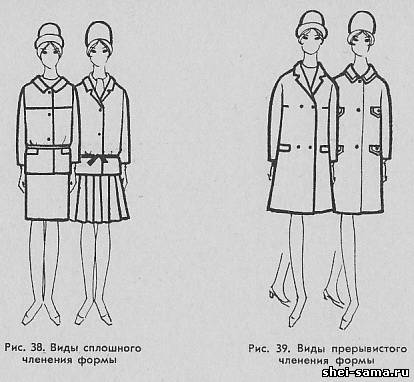 Рис. 38. Виды сплошного
членения формы
Рис. 39. Виды прерывистого
членения формы
shei-sama.ru